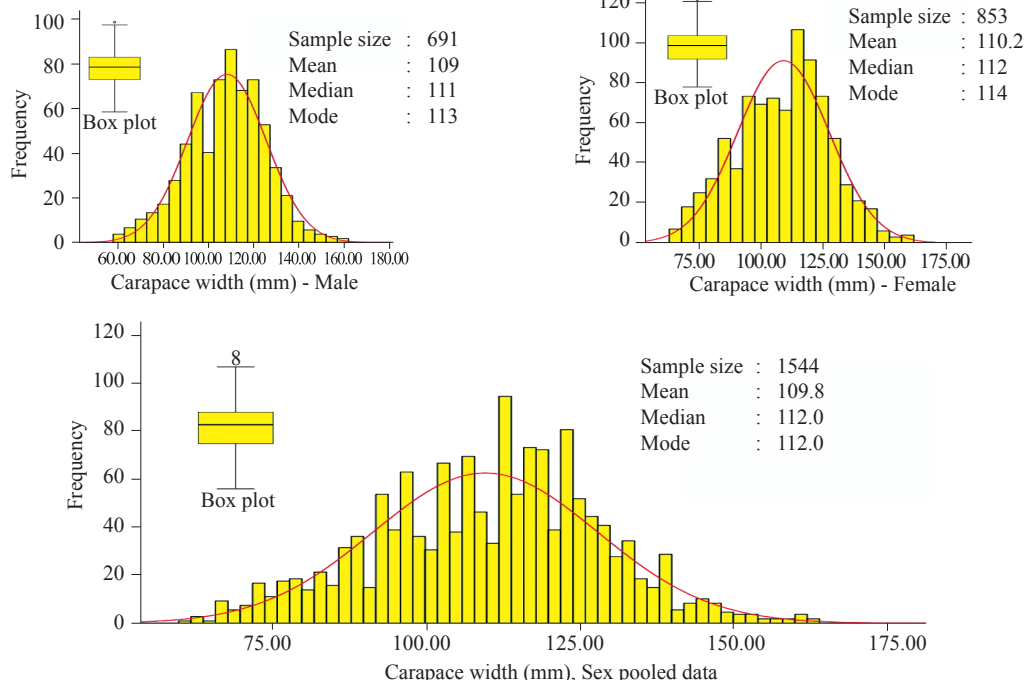 100
80
60
40
20
0
Frequency
Box plot
Sample size : 691
Mean : 109
Median : 111
Mode : 113
60.00 80.00 100.00 120.00 140.00 160.00 180.00
Carapace width (mm) - Male
120
100
80
60
40
20
0
Frequency
Box plot
Sample size : 853
Mean : 110.2
Median : 112
Mode : 114
75.00 100.00 125.00 150.00 175.00
Carapace width (mm) - Female
120
100
80
60
40
20
0
Frequency
8
Box plot
Sample size : 1544
Mean : 109.8
Median : 112.0
Mode : 112.0
75.00 100.00 125.00 150.00 175.00
Carapace width (mm), Sex pooled data